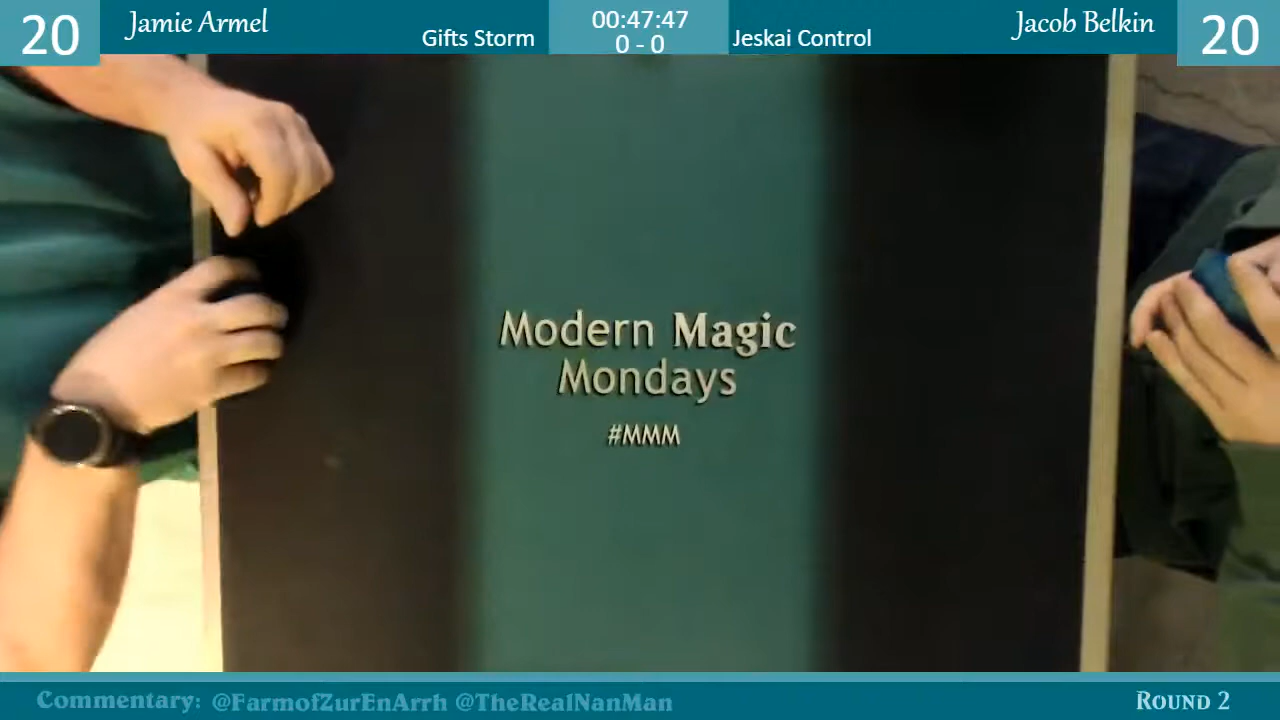 20
Jamie Armel
Gifts Storm
00:47:47
0 - 0
Jeskai Control
Jacob Belkin
20
Modern Magic
Mondays
#MMM
Commentary: @FarmofZurEnArrh @TheRealNanMan
Round 2